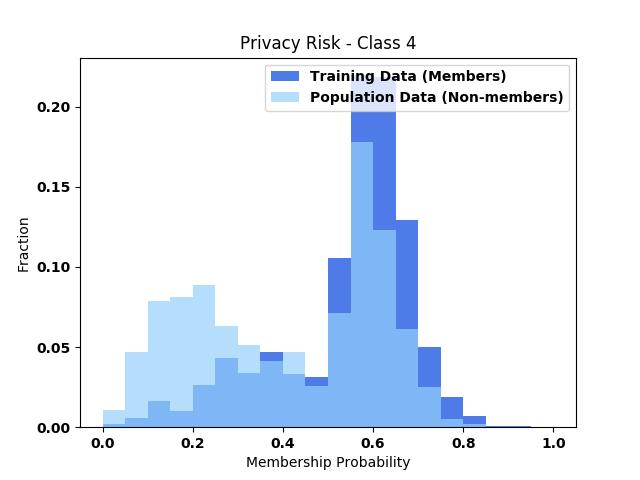 Privacy Risk - Class 4
Training Data (Members)
Population Data (Non-members)
Fraction
0.20
0.15
0.10
0.05
0.00
0.0 0.2 0.4 0.6 0.8 1.0
Membership Probability